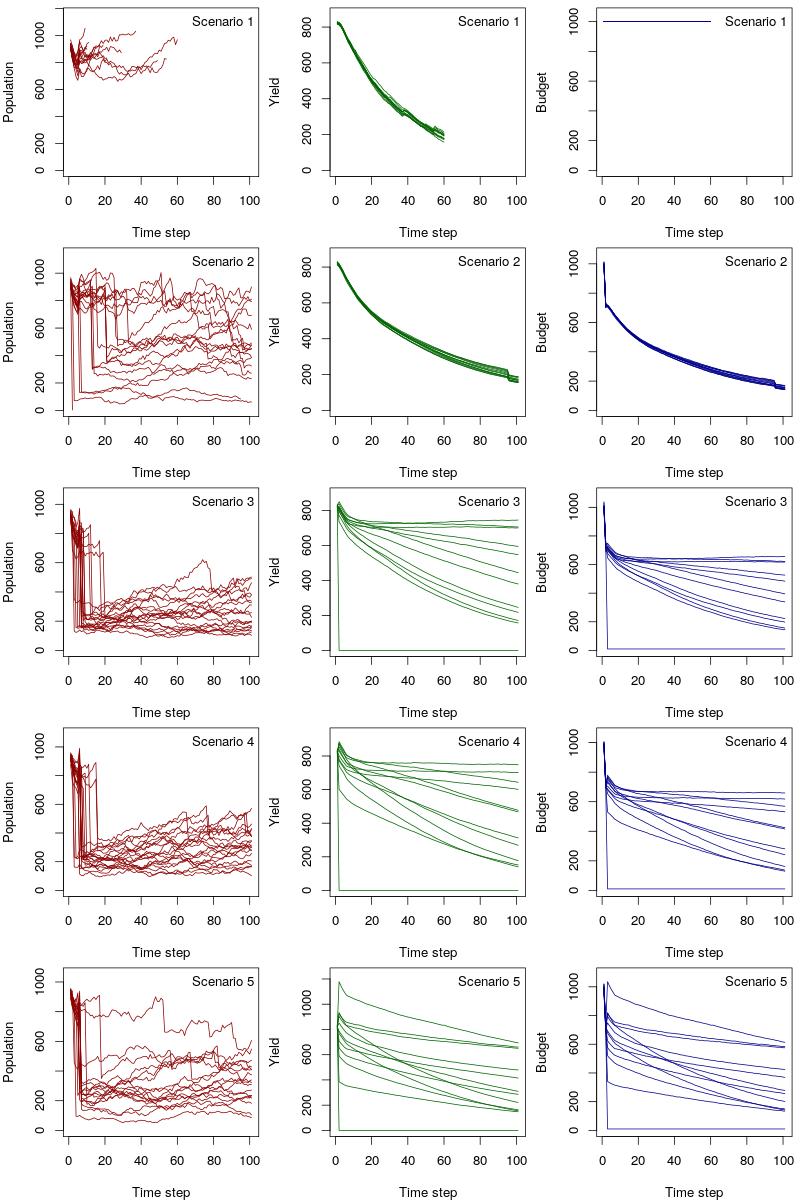 Population 0 200 600 1000 Scenario 1 0 20 40 60 80 100 Time step
Yield 0 200 400 600 800 Scenario 1 0 20 40 60 80 100 Time step
Budget 0 200 600 1000 Scenario 1 0 20 40 60 80 100 Time step
Population 0 200 600 1000 Scenario 2 0 20 40 60 80 100 Time step
Yield 0 200 400 600 800 Scenario 2 0 20 40 60 80 100 Time step
Budget 0 200 600 1000 Scenario 2 0 20 40 60 80 100 Time step
Population 0 200 600 1000 Scenario 3 0 20 40 60 80 100 Time step
Yield 0 200 400 600 800 Scenario 3 0 20 40 60 80 100 Time step
Budget 0 200 600 1000 Scenario 3 0 20 40 60 80 100 Time step
Population 0 200 600 1000 Scenario 4 0 20 40 60 80 100 Time step
Yield 0 200 400 600 800 Scenario 4 0 20 40 60 80 100 Time step
Budget 0 200 600 1000 Scenario 4 0 20 40 60 80 100 Time step
Population 0 200 600 1000 Scenario 5 0 20 40 60 80 100 Time step
Yield 0 200 600 1000 Scenario 5 0 20 40 60 80 100 Time step
Budget 0 200 600 1000 Scenario 5 0 20 40 60 80 100 Time step